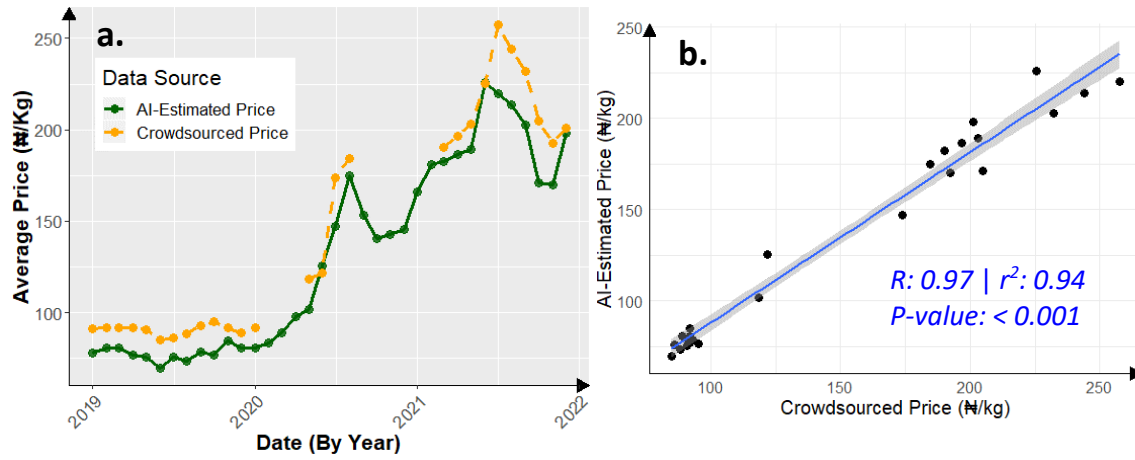 a.
Data Source
AI-Estimated Price
Crowdsourced Price
Average Price (₦/Kg)
250
200
150
100
2019
2020
2021
2022
Date (By Year)
b.
AI-Estimated Price (₦/kg)
250
200
150
100
R: 0.97 | r²: 0.94
P-value: < 0.001
100
150
200
250
Crowdsourced Price (₦/kg)